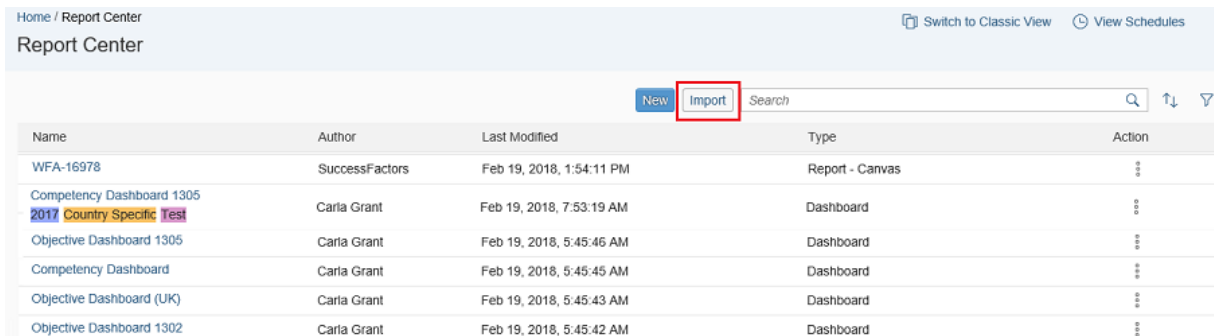 Home / Report Center
Switch to Classic View View Schedules
Report Center
New Import Search
Name Author Last Modified Type Action
WFA-16978 SuccessFactors Feb 19, 2018, 1:54:11 PM Report - Canvas
Competency Dashboard 1305 Carla Grant Feb 19, 2018, 7:53:19 AM Dashboard
2017 Country Specific Test
Objective Dashboard 1305 Carla Grant Feb 19, 2018, 5:45:46 AM Dashboard
Competency Dashboard Carla Grant Feb 19, 2018, 5:45:45 AM Dashboard
Objective Dashboard (UK) Carla Grant Feb 19, 2018, 5:45:43 AM Dashboard
Objective Dashboard 1302 Carla Grant Feb 19, 2018, 5:45:42 AM Dashboard